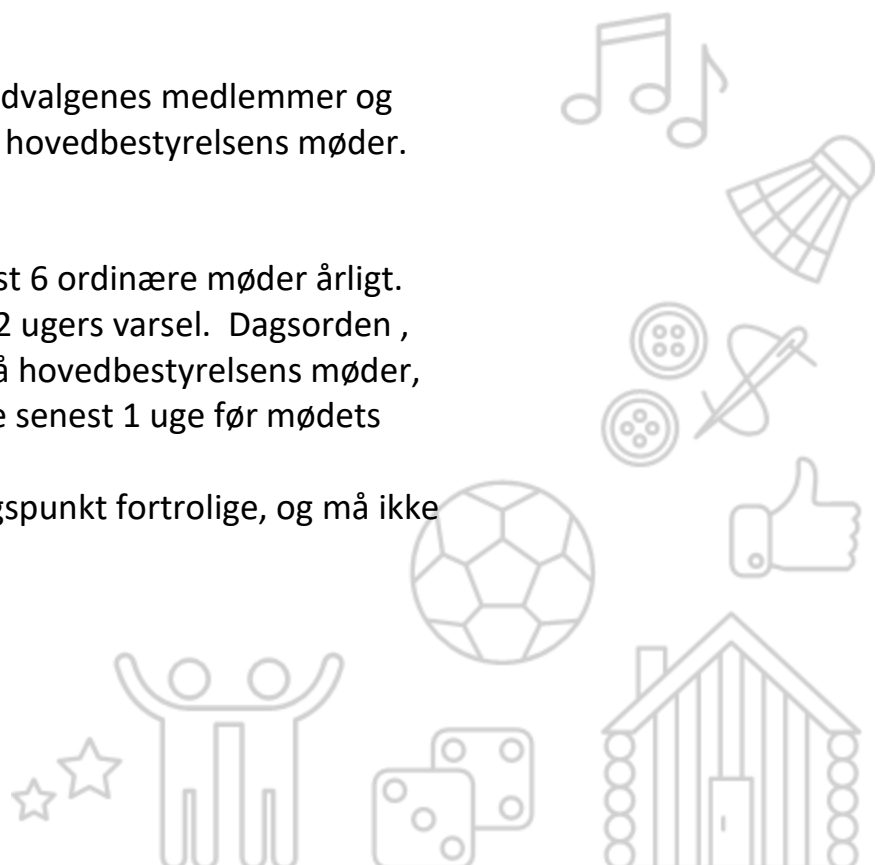 dvalgenes medlemmer og
hovedbestyrelsens møder.
st 6 ordinære møder årligt.
2 ugers varsel.  Dagsorden ,
å hovedbestyrelsens møder,
e senest 1 uge før mødets
gspunkt fortrolige, og må ikke